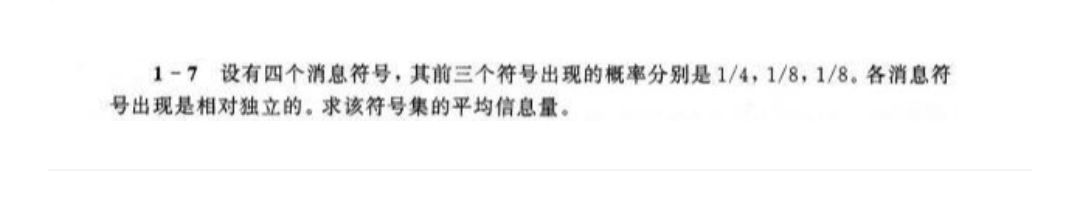 1-7 设有四个消息符号，其前三个符号出现的概率分别是 1/4，1/8，1/8。各消息符
号出现是相对独立的。求该符号集的平均信息量。